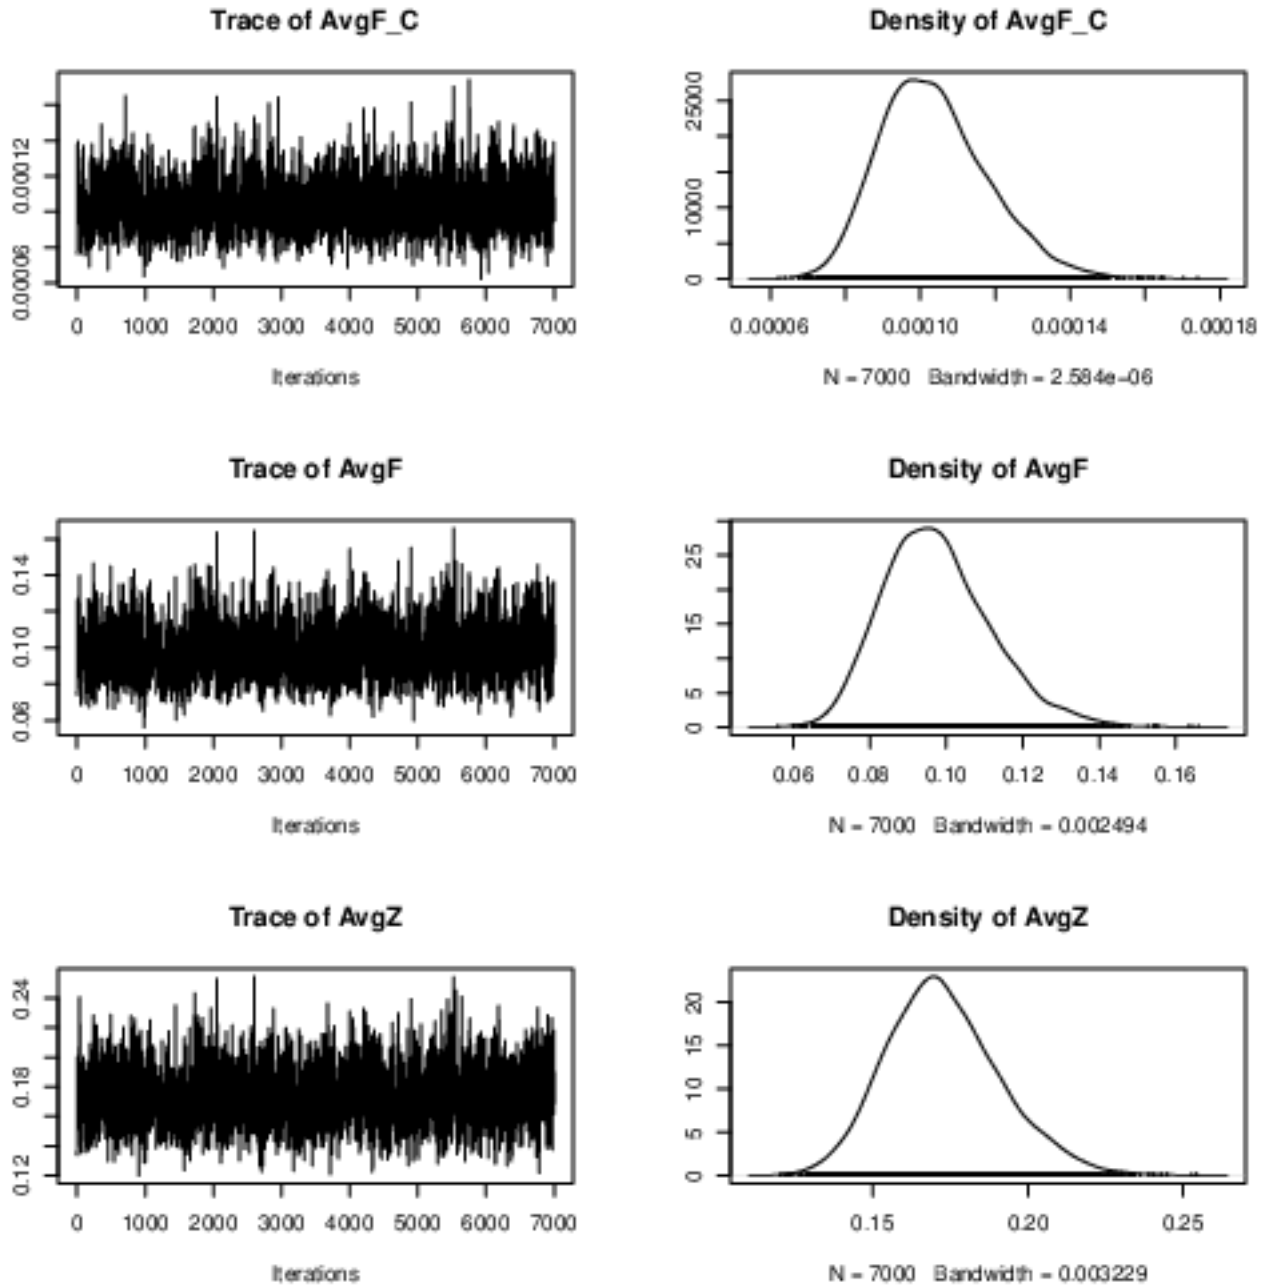 Trace of AvgF_C
Density of AvgF_C
0.00006 0.00012
0 1000 2000 3000 4000 5000 6000 7000
Iterations
0 10000 25000
0.00006 0.00010 0.00014 0.00018
N = 7000 Bandwidth = 2.584e−06
Trace of AvgF
Density of AvgF
0.06 0.10 0.14
0 1000 2000 3000 4000 5000 6000 7000
Iterations
0 5 15 25
0.06 0.08 0.10 0.12 0.14 0.16
N = 7000 Bandwidth = 0.002494
Trace of AvgZ
Density of AvgZ
0.12 0.18 0.24
0 1000 2000 3000 4000 5000 6000 7000
Iterations
0 5 10 15 20
0.15 0.20 0.25
N = 7000 Bandwidth = 0.003229